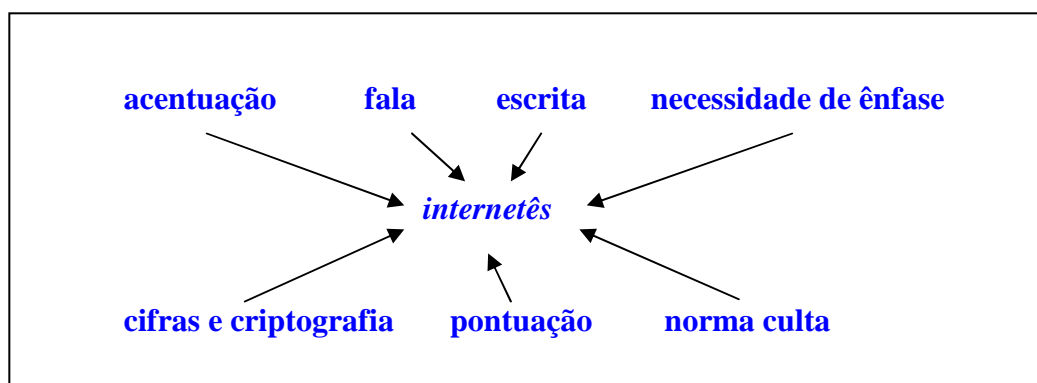 acentuação fala escrita necessidade de ênfase
internetês
cifras e criptografia pontuação norma culta